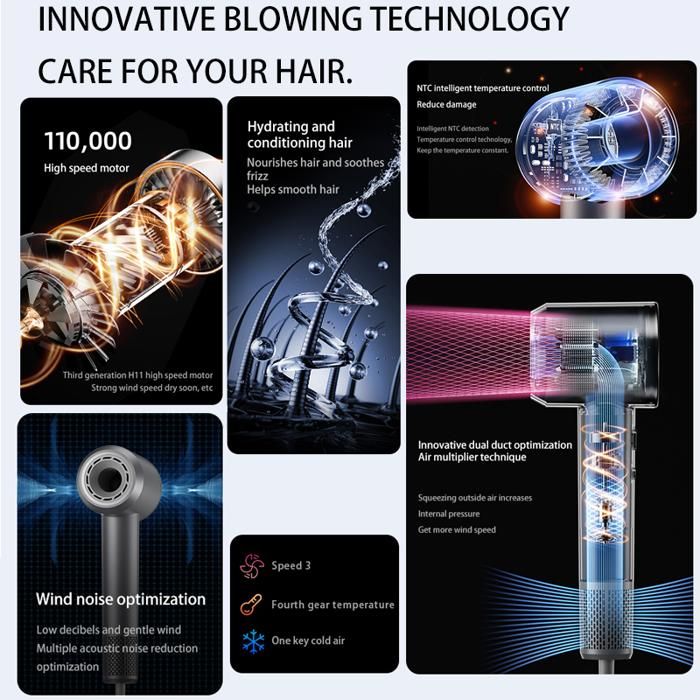 INNOVATIVE BLOWING TECHNOLOGY
CARE FOR YOUR HAIR.
110,000
High speed motor
Third generation H11 high speed motor
Strong wind speed dry soon, etc
Hydrating and
conditioning hair
Nourishes hair and soothes
frizz
Helps smooth hair
NTC intelligent temperature control
Reduce damage
Intelligent NTC detection
Temperature control technology,
Keep the temperature constant.
NTC
Innovative dual duct optimization
Air multiplier technique
Squeezing outside air increases
Internal pressure
Get more wind speed
Wind noise optimization
Low decibels and gentle wind
Multiple acoustic noise reduction
optimization
Speed 3
Fourth gear temperature
One key cold air